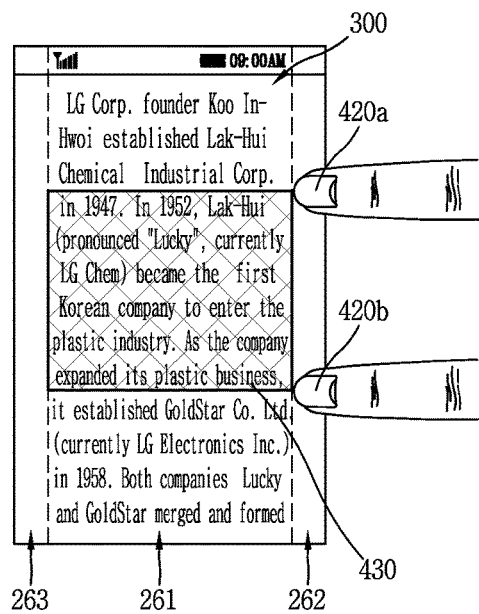 300
09:00AM
LG Corp. founder Koo In-
Hwoi established Lak-Hui
Chemical Industrial Corp.
in 1947. In 1952, Lak-Hui
(pronounced "Lucky", currently
LG Chem) became the first
Korean company to enter the
plastic industry. As the company
expanded its plastic business,
it established GoldStar Co. Ltd
(currently LG Electronics Inc.)
in 1958. Both companies Lucky
and GoldStar merged and formed
420a
420b
263
261
262
430